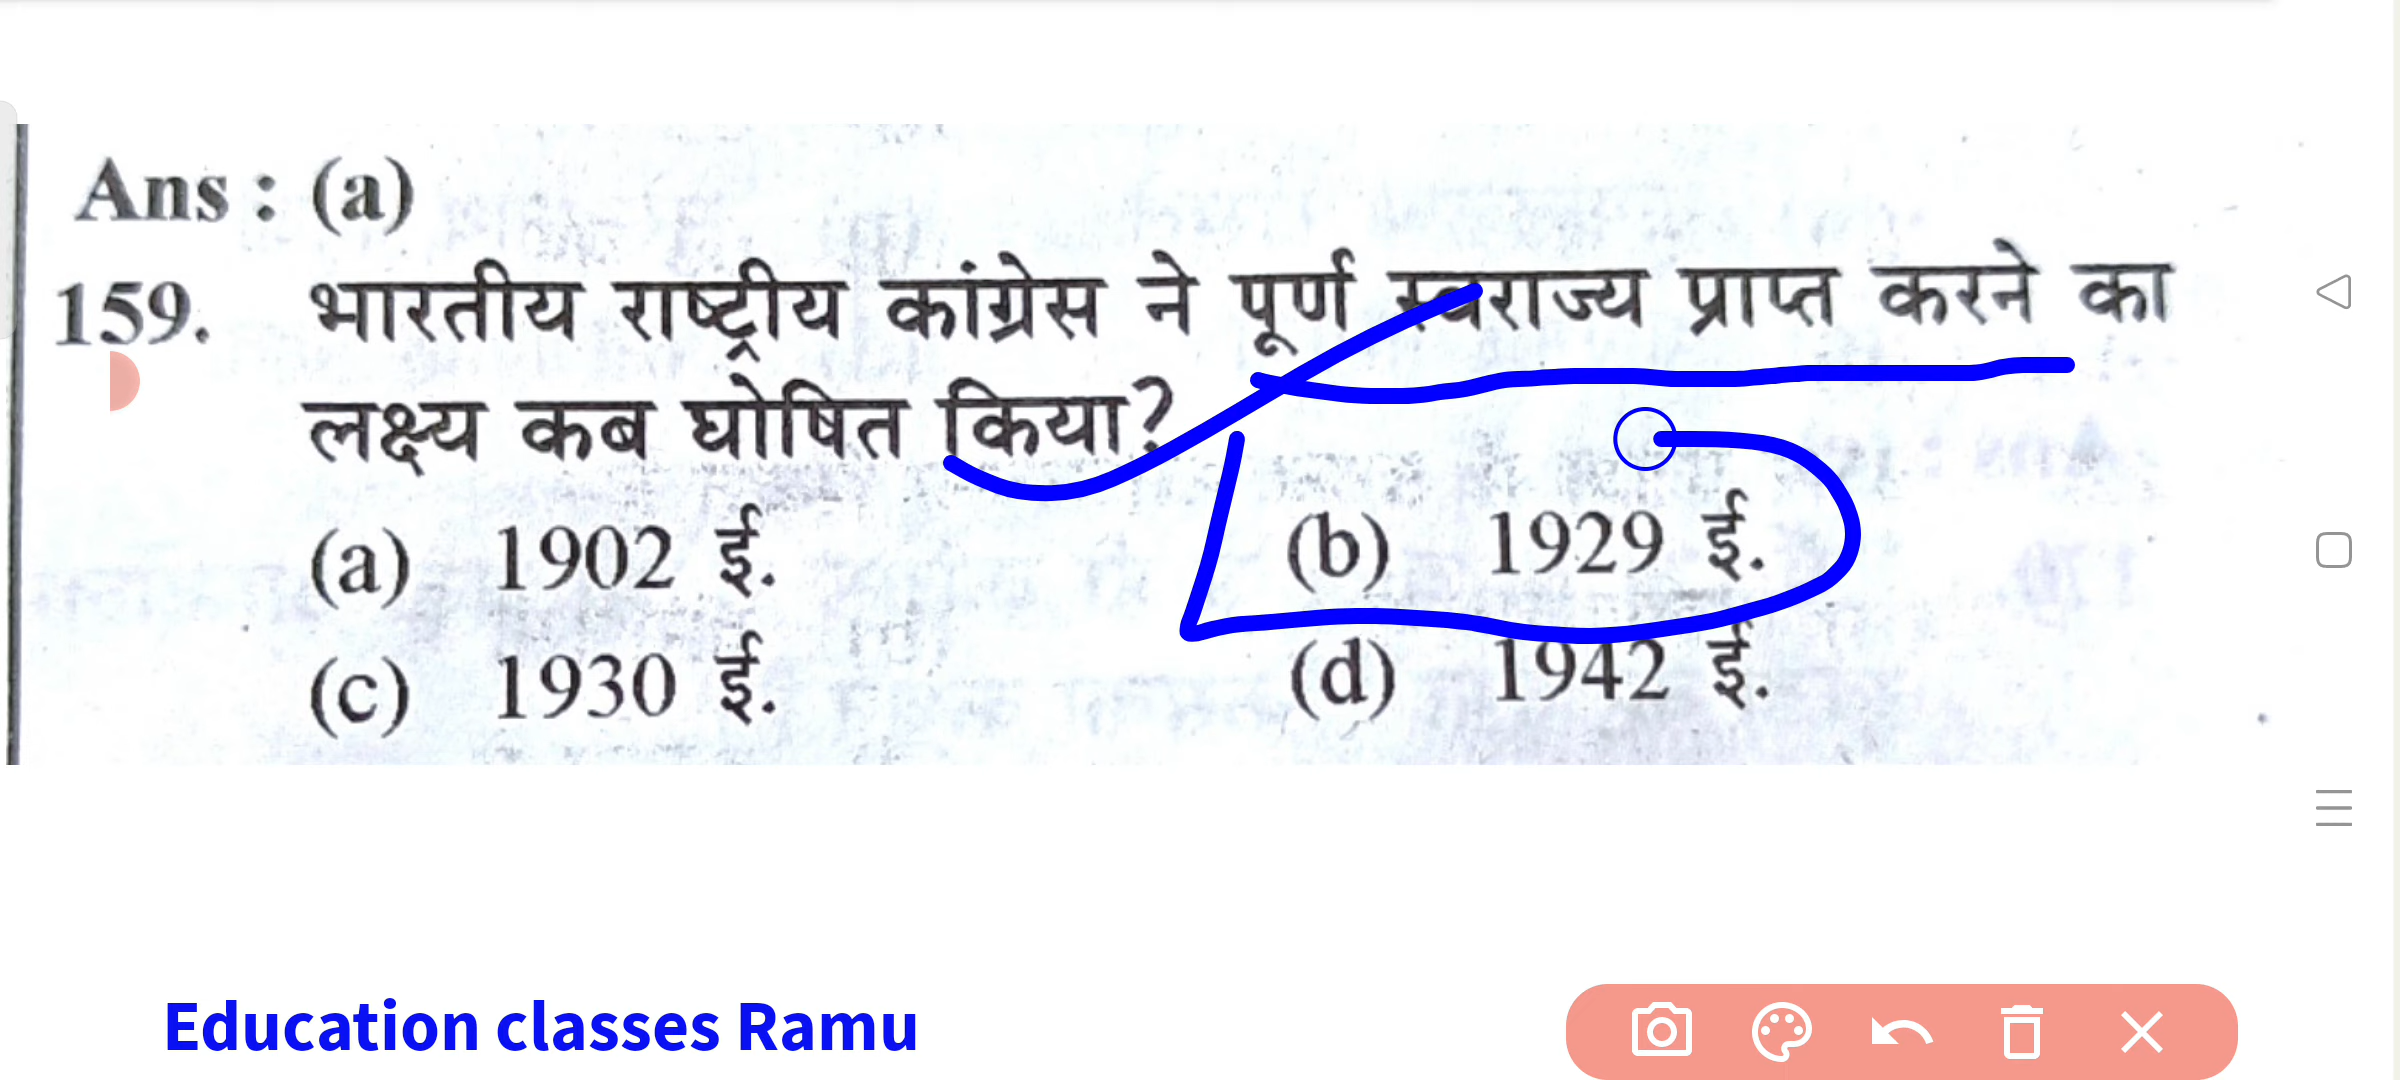 Ans : (a)
159. भारतीय राष्ट्रीय कांग्रेस ने पूर्ण स्वराज्य प्राप्त करने का
लक्ष्य कब घोषित किया?
(a) 1902 ई. (b) 1929 ई.
(c) 1930 ई. (d) 1942 ई.
Education classes Ramu